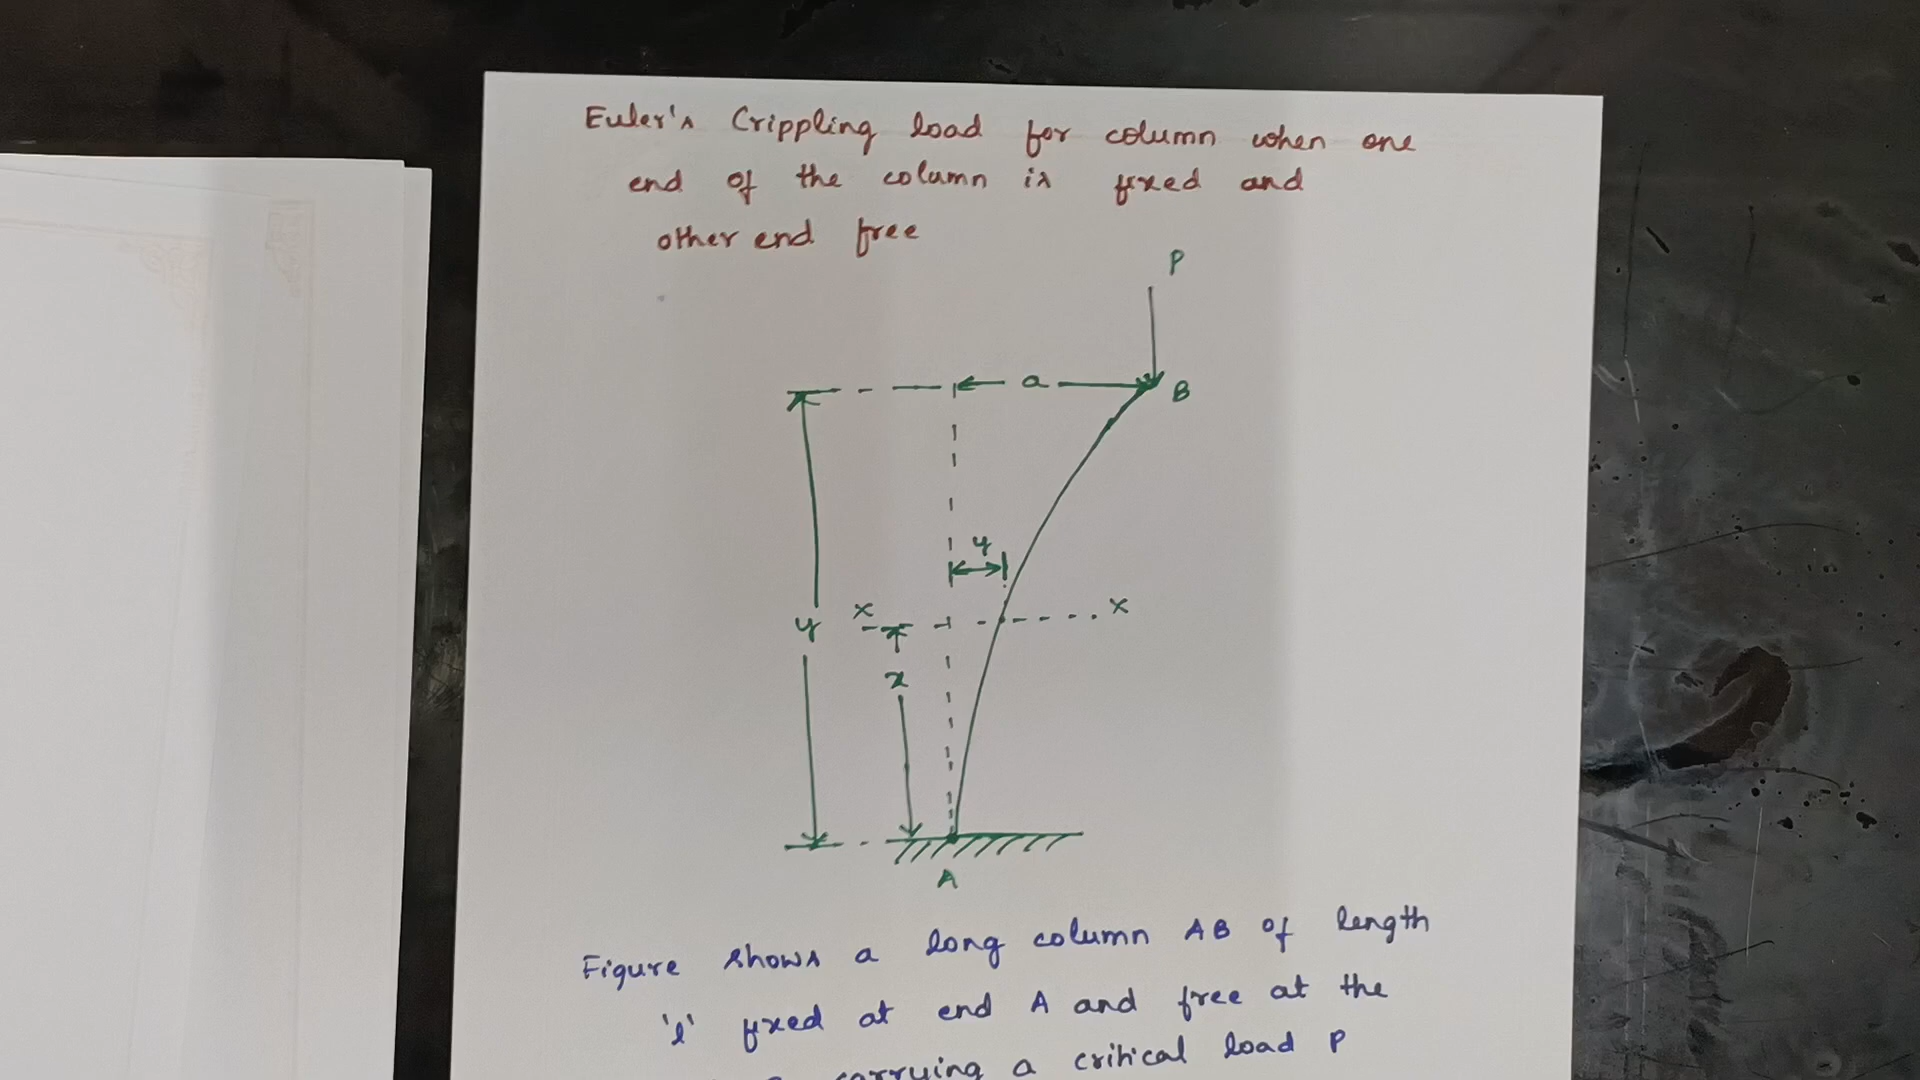 Euler's Crippling load for column when one
end of the column is fixed and
other end free
P
a
B
y
x
x
y
x
A
Figure shows a long column AB of length
'l' fixed at end A and free at the
carrying a critical load P